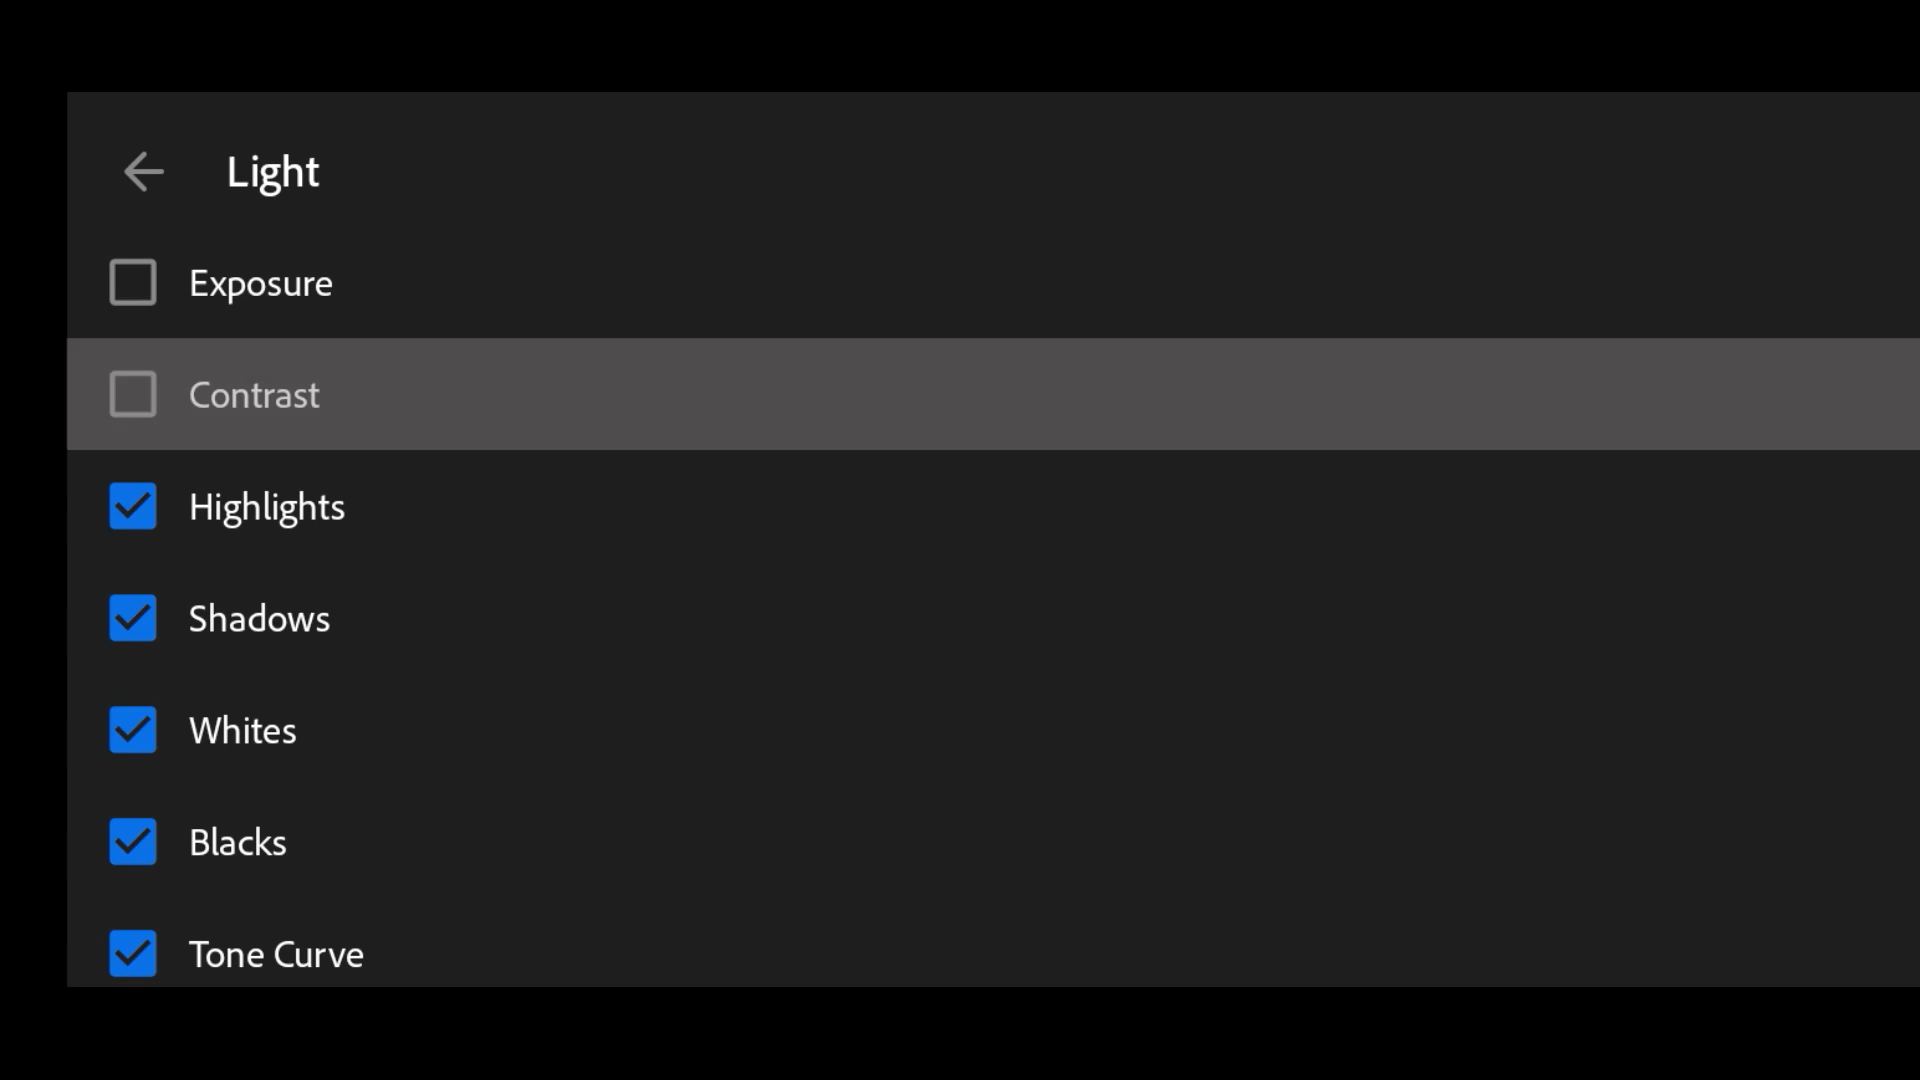 Light
Exposure
Contrast
Highlights
Shadows
Whites
Blacks
Tone Curve